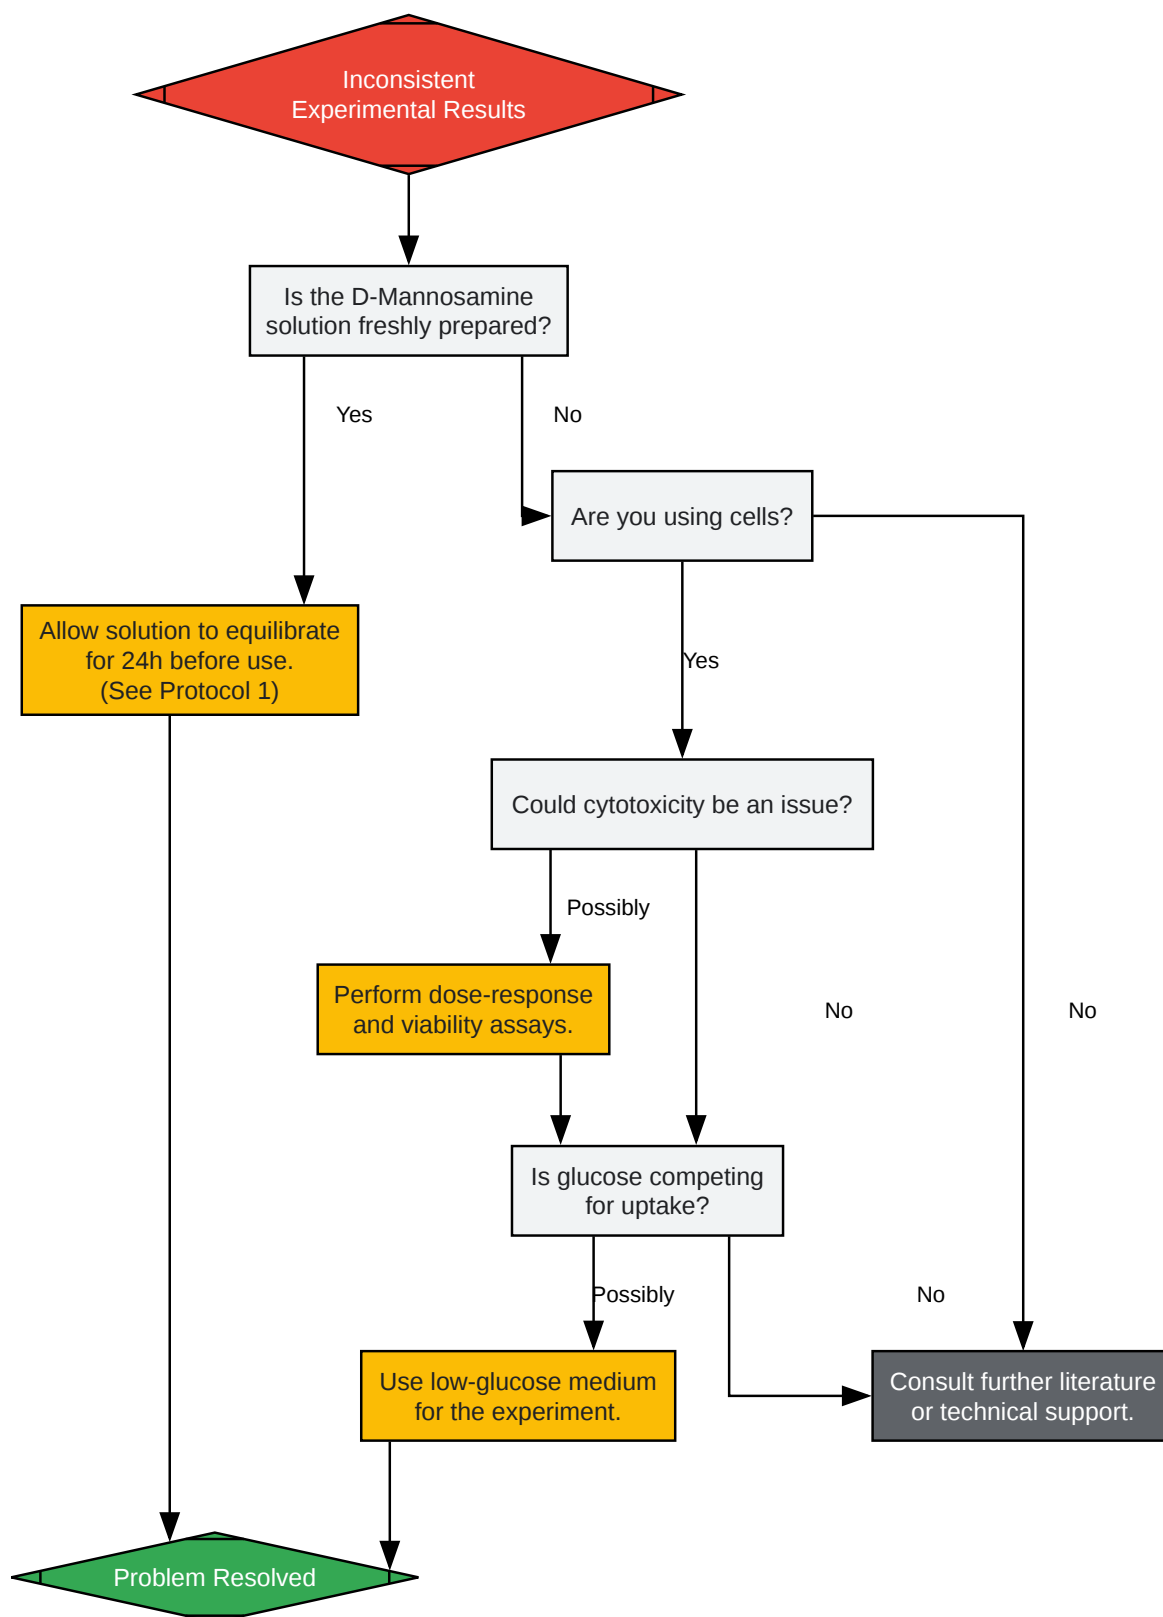 Inconsistent
Experimental Results
Is the D-Mannosamine
solution freshly prepared?
Yes
No
Are you using cells?
Allow solution to equilibrate
for 24h before use.
(See Protocol 1)
Yes
Could cytotoxicity be an issue?
Possibly
Perform dose-response
and viability assays.
No
No
Is glucose competing
for uptake?
Possibly
No
Use low-glucose medium
for the experiment.
Consult further literature
or technical support.
Problem Resolved